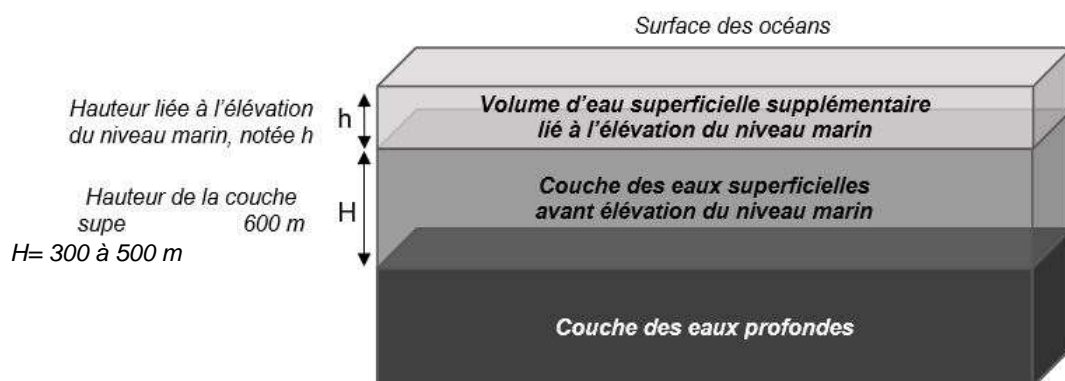 Surface des océans
Hauteur liée à l'élévation
du niveau marin, notée h
h
Volume d'eau superficielle supplémentaire
lié à l'élévation du niveau marin
Hauteur de la couche
supe 600 m
H= 300 à 500 m
H
Couche des eaux superficielles
avant élévation du niveau marin
Couche des eaux profondes